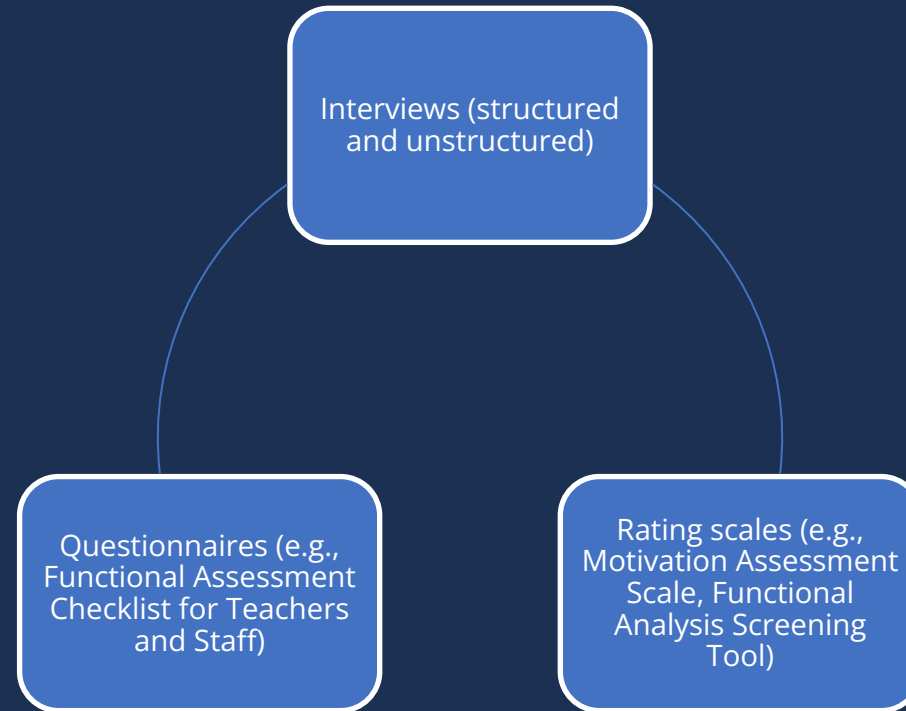 Interviews (structured
and unstructured)
Questionnaires (e.g.,
Functional Assessment
Checklist for Teachers
and Staff)
Rating scales (e.g.,
Motivation Assessment
Scale, Functional
Analysis Screening
Tool)